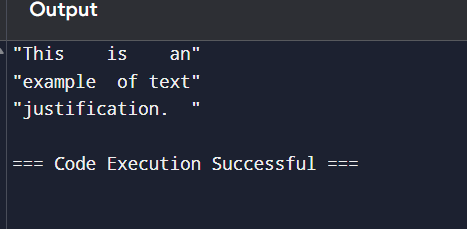 Output
"This    is    an"
"example  of text"
"justification.  "
=== Code Execution Successful ===